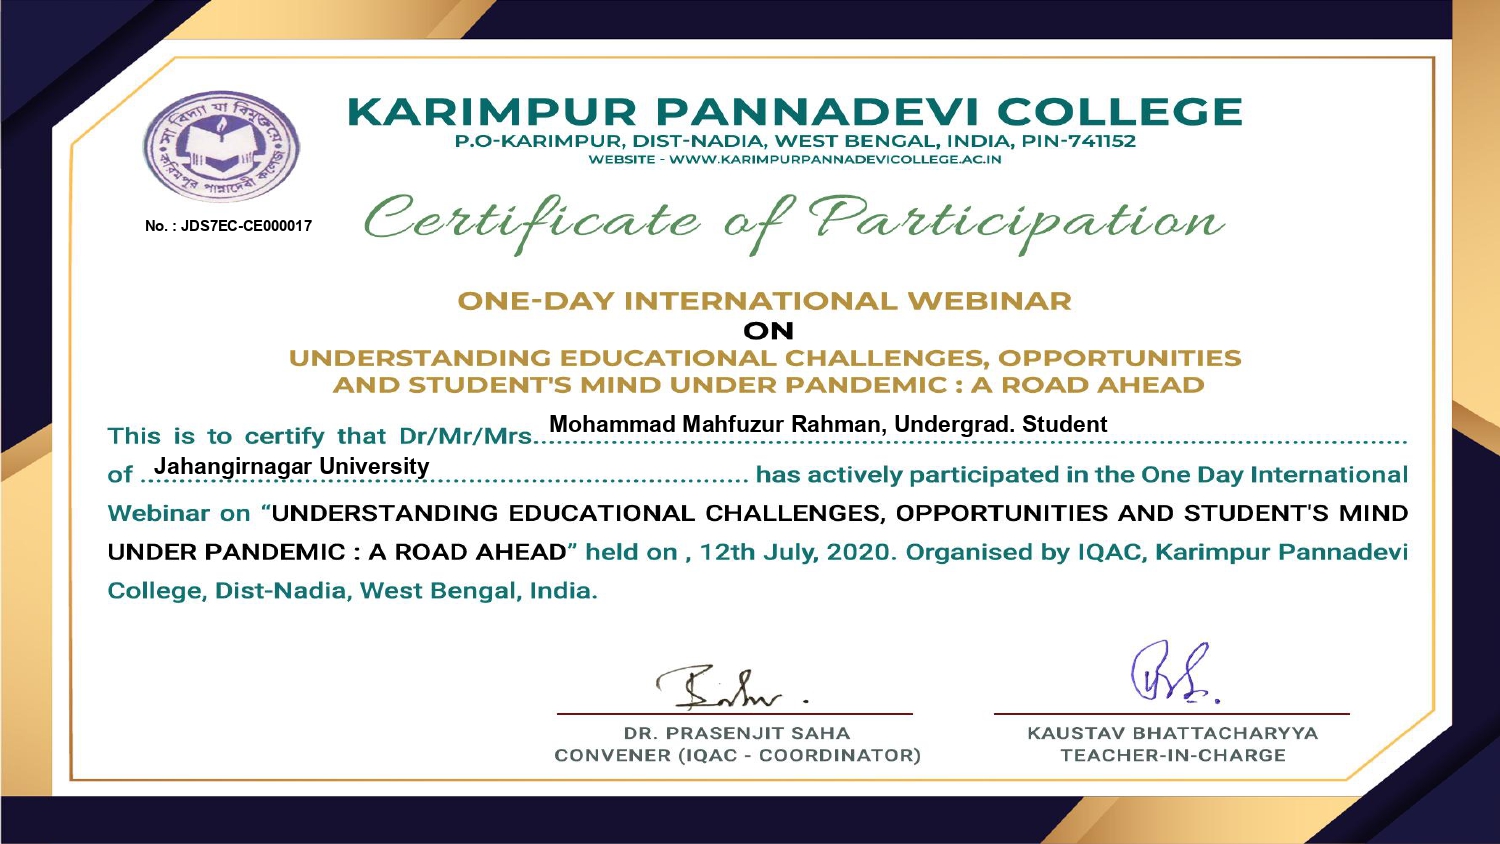 সা বিদ্যা যা বিমুক্তয়ে
করিমপুর পান্নাদেবী কলেজ
KARIMPUR PANNADEVI COLLEGE
P.O-KARIMPUR, DIST-NADIA, WEST BENGAL, INDIA, PIN-741152
WEBSITE - WWW.KARIMPURPANNADEVICOLLEGE.AC.IN
No. : JDS7EC-CE000017
Certificate of Participation
ONE-DAY INTERNATIONAL WEBINAR
ON
UNDERSTANDING EDUCATIONAL CHALLENGES, OPPORTUNITIES
AND STUDENT'S MIND UNDER PANDEMIC : A ROAD AHEAD
This is to certify that Dr/Mr/Mrs. Mohammad Mahfuzur Rahman, Undergrad. Student
of Jahangirnagar University has actively participated in the One Day International
Webinar on “UNDERSTANDING EDUCATIONAL CHALLENGES, OPPORTUNITIES AND STUDENT'S MIND
UNDER PANDEMIC : A ROAD AHEAD” held on , 12th July, 2020. Organised by IQAC, Karimpur Pannadevi
College, Dist-Nadia, West Bengal, India.
DR. PRASENJIT SAHA
CONVENER (IQAC - COORDINATOR)
KAUSTAV BHATTACHARYYA
TEACHER-IN-CHARGE